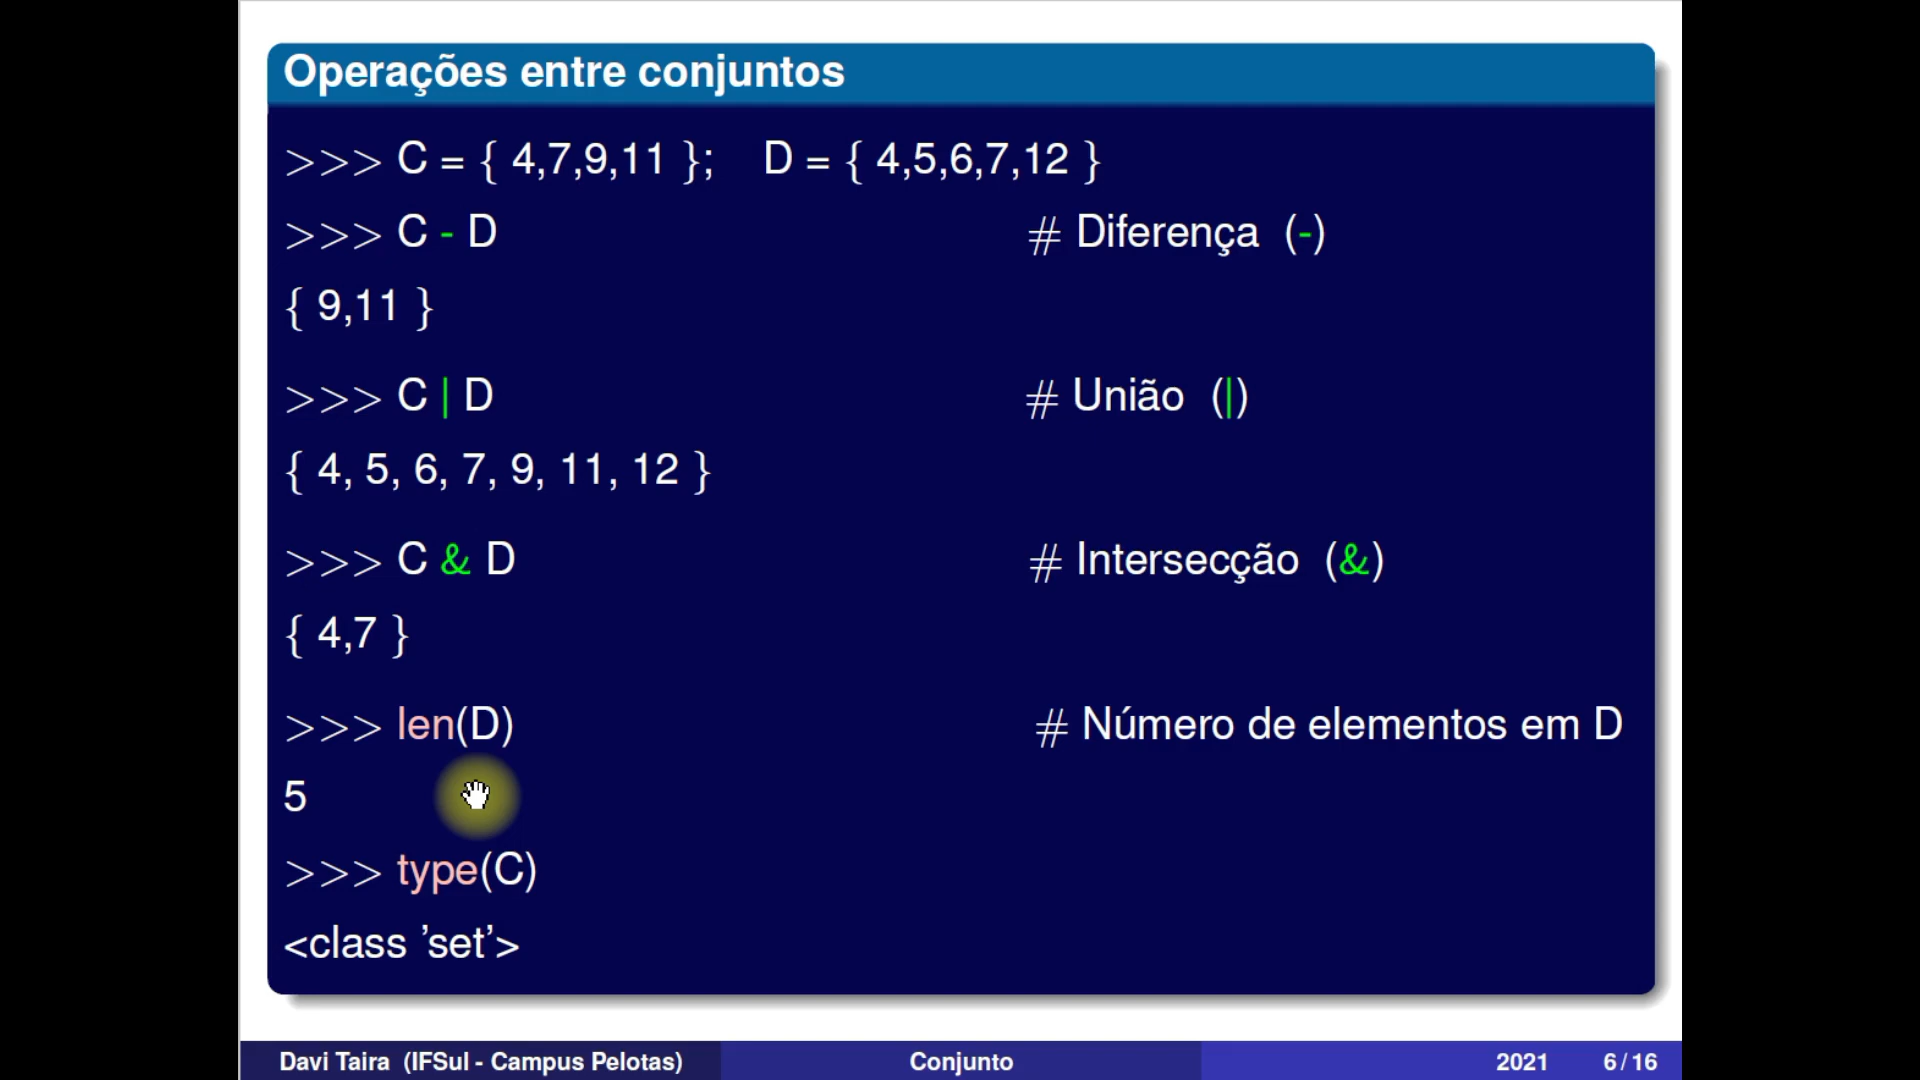 Operações entre conjuntos
>>> C = { 4,7,9,11 }; D = { 4,5,6,7,12 }
>>> C - D # Diferença (-)
{ 9,11 }
>>> C | D # União (|)
{ 4, 5, 6, 7, 9, 11, 12 }
>>> C & D # Intersecção (&)
{ 4,7 }
>>> len(D) # Número de elementos em D
5
>>> type(C)
<class ’set’>
Davi Taira (IFSul - Campus Pelotas) Conjunto 2021 6 / 16